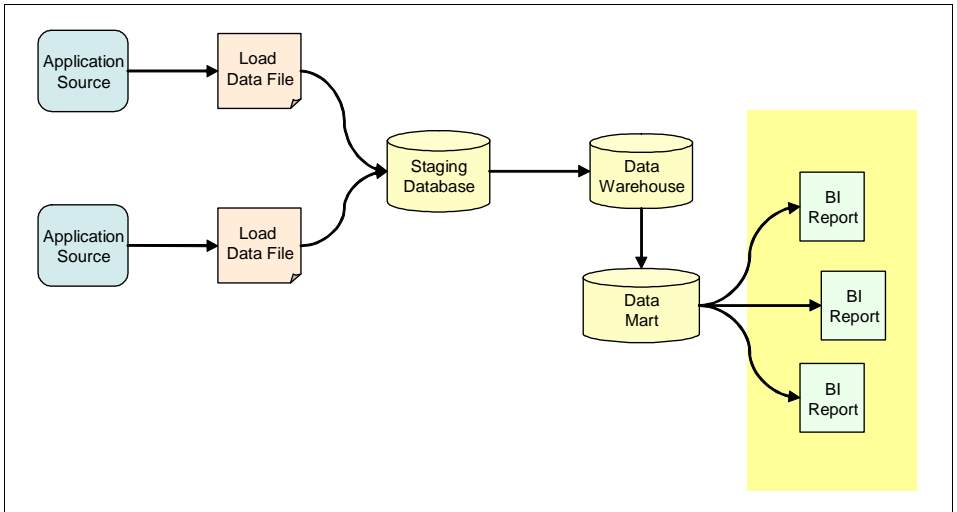 Application
Source
Load
Data File
Staging
Database
Data
Warehouse
BI
Report
Application
Source
Load
Data File
Data
Mart
BI
Report
BI
Report